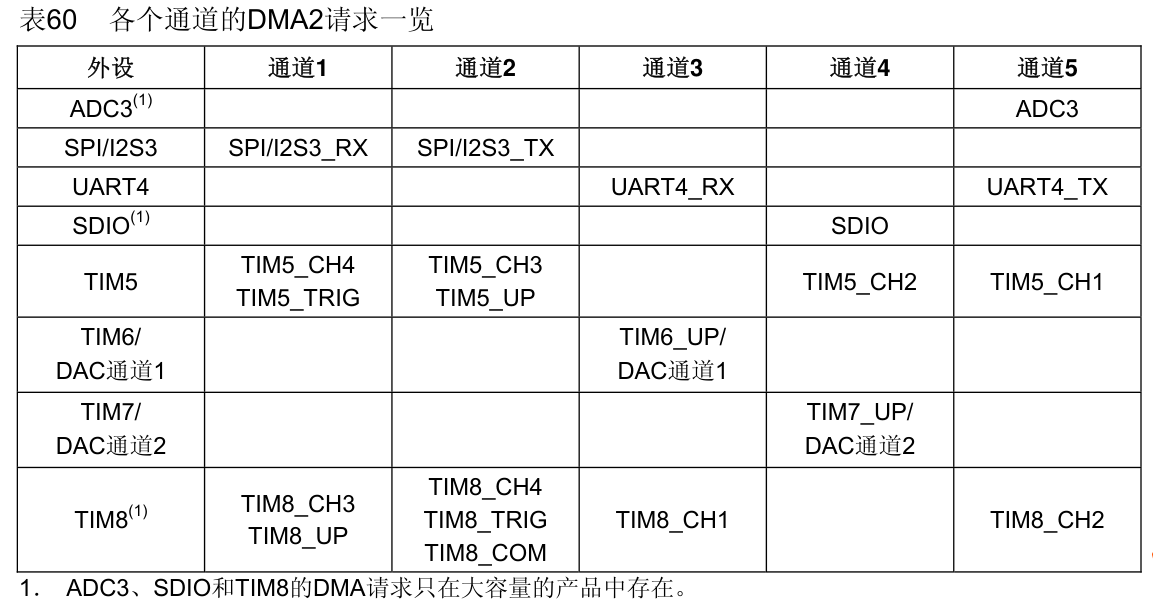 表60 各个通道的DMA2请求一览
外设 通道1 通道2 通道3 通道4 通道5
ADC3(1) ADC3
SPI/I2S3 SPI/I2S3_RX SPI/I2S3_TX
UART4 UART4_RX UART4_TX
SDIO(1) SDIO
TIM5 TIM5_CH4 TIM5_TRIG TIM5_CH3 TIM5_UP TIM5_CH2 TIM5_CH1
TIM6/ DAC通道1 TIM6_UP/ DAC通道1
TIM7/ DAC通道2 TIM7_UP/ DAC通道2
TIM8(1) TIM8_CH3 TIM8_UP TIM8_CH4 TIM8_TRIG TIM8_COM TIM8_CH1 TIM8_CH2
1. ADC3、SDIO和TIM8的DMA请求只在大容量的产品中存在。